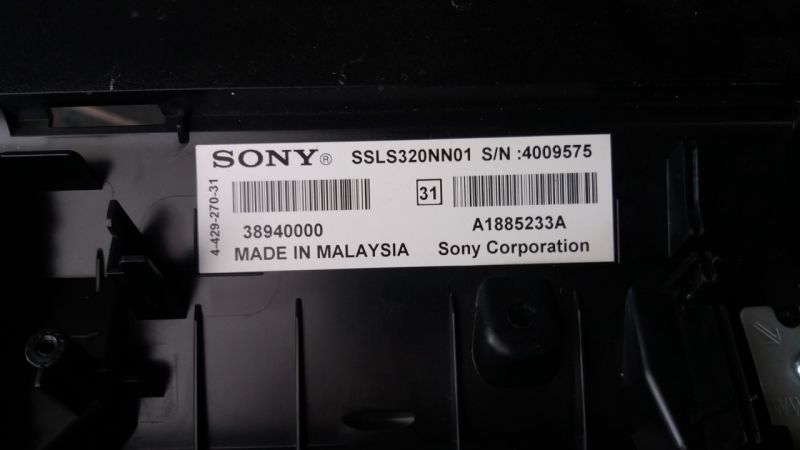 SONY® SSLS320NN01 S/N :4009575
4-429-270-31
31
38940000 A1885233A
MADE IN MALAYSIA Sony Corporation